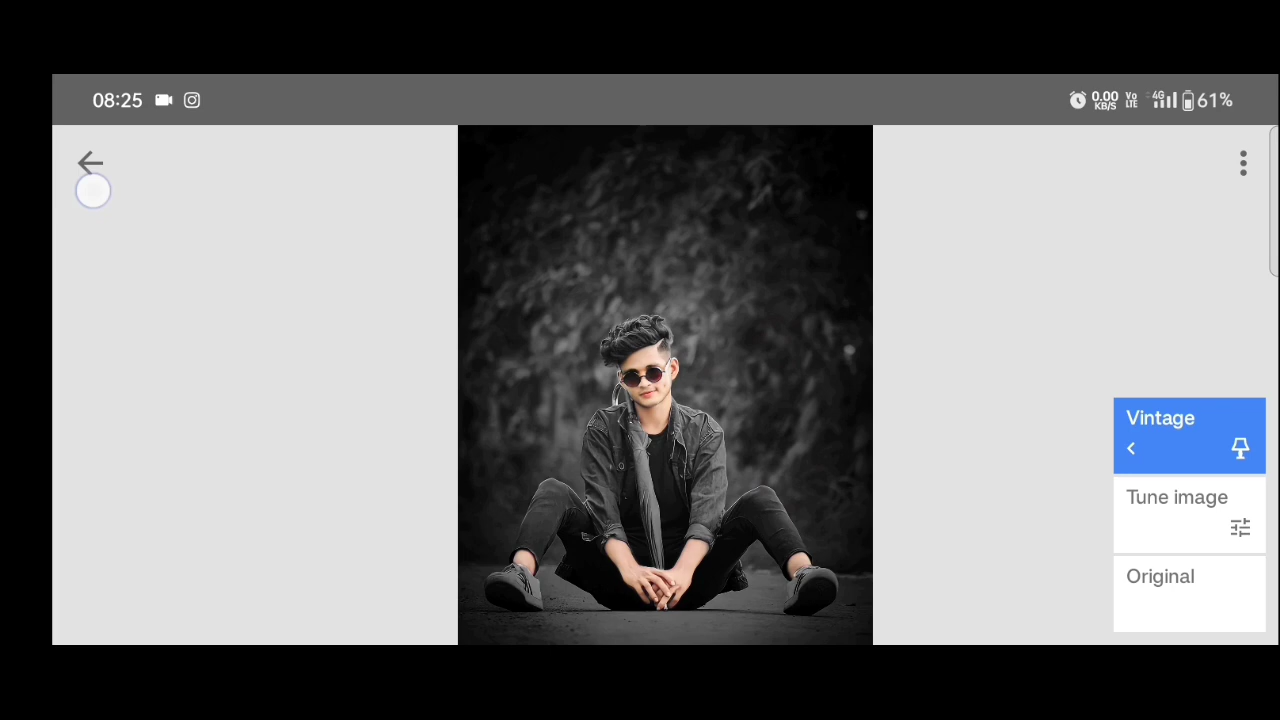 08:25
0.00 KB/S
Vo LTE
4G
61%
Vintage
Tune image
Original